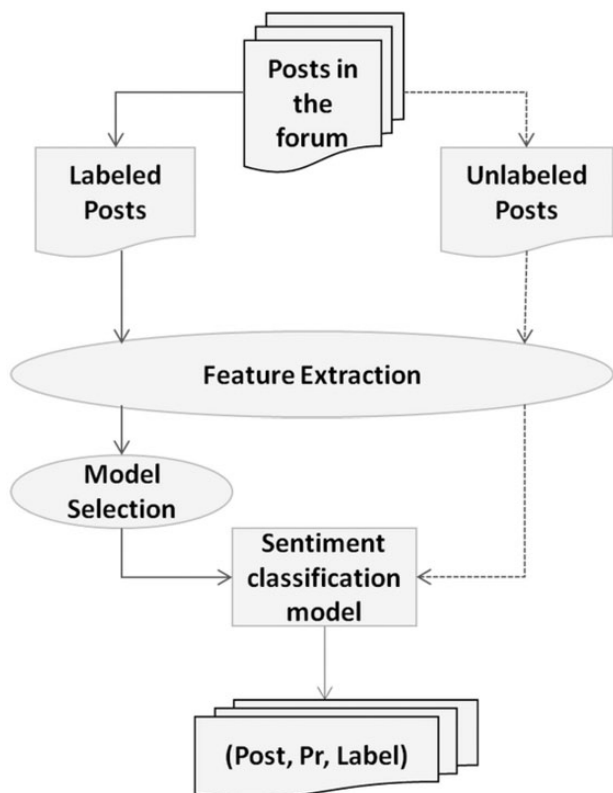 Posts in
the
forum
Labeled
Posts
Unlabeled
Posts
Feature Extraction
Model
Selection
Sentiment
classification
model
(Post, Pr, Label)